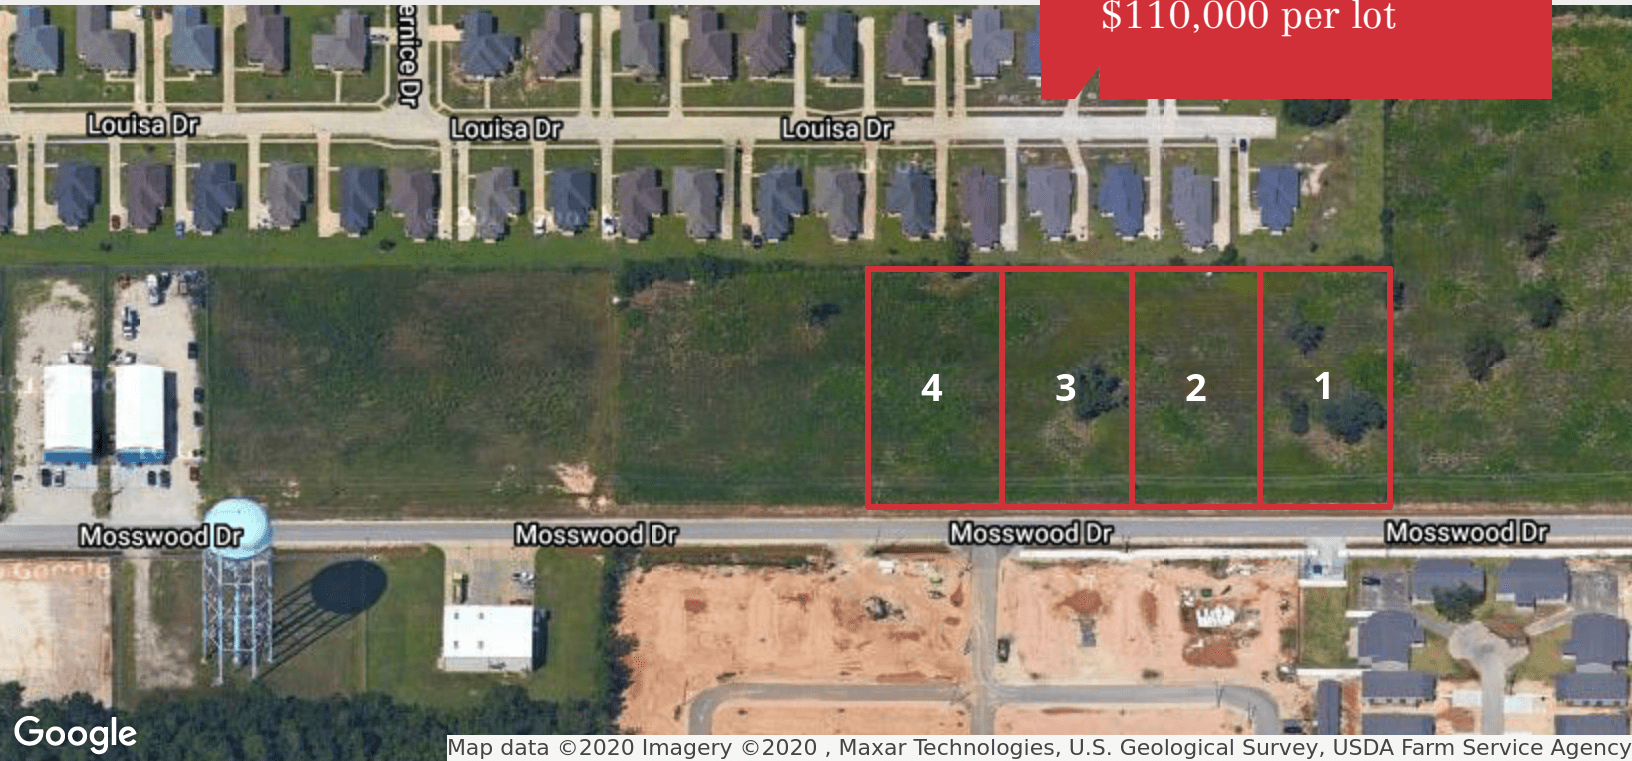 $110,000 per lot
ernice Dr
Louisa Dr
Louisa Dr
Louisa Dr
4
3
2
1
Mosswood Dr
Mosswood Dr
Mosswood Dr
Mosswood Dr
Google
Google
Map data ©2020 Imagery ©2020 , Maxar Technologies, U.S. Geological Survey, USDA Farm Service Agency